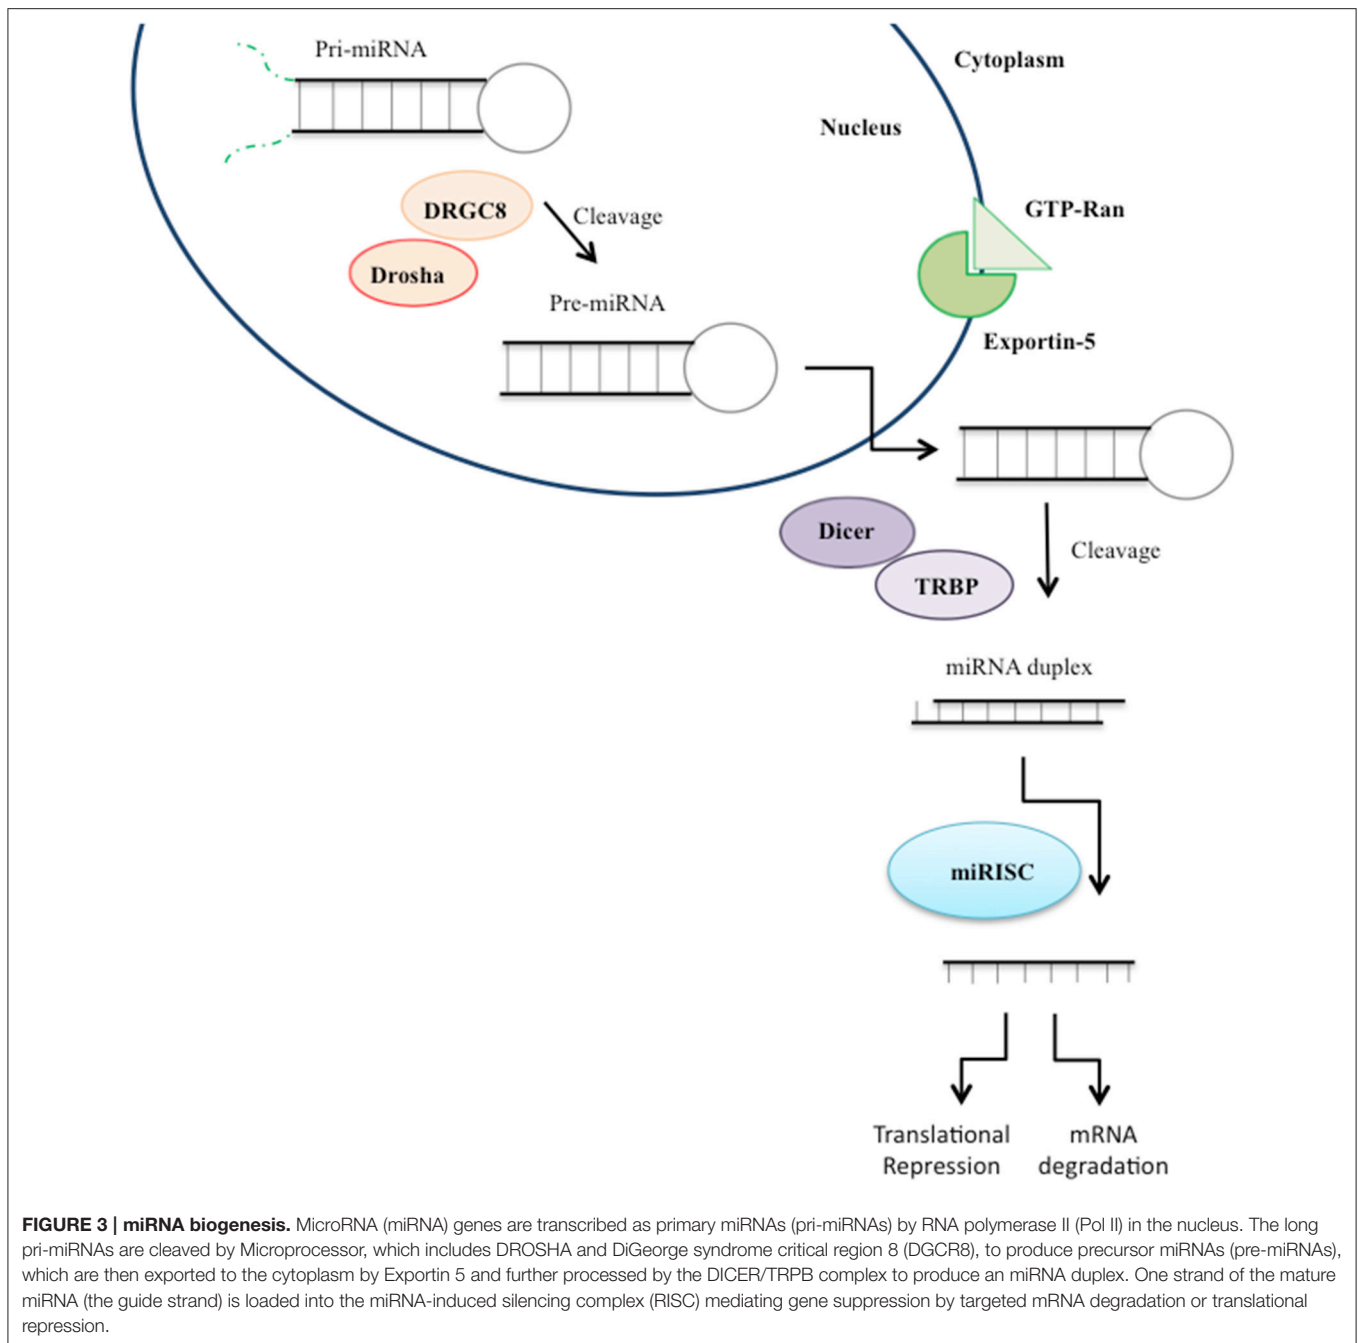 Pri-miRNA
Cytoplasm
Nucleus
DRGC8
Cleavage
GTP-Ran
Drosha
Pre-miRNA
Exportin-5
Dicer
Cleavage
TRBP
miRNA duplex
miRISC
Translational
Repression
mRNA
degradation
FIGURE 3 | miRNA biogenesis. MicroRNA (miRNA) genes are transcribed as primary miRNAs (pri-miRNAs) by RNA polymerase II (Pol II) in the nucleus. The long
pri-miRNAs are cleaved by Microprocessor, which includes DROSHA and DiGeorge syndrome critical region 8 (DGCR8), to produce precursor miRNAs (pre-miRNAs),
which are then exported to the cytoplasm by Exportin 5 and further processed by the DICER/TRPB complex to produce an miRNA duplex. One strand of the mature
miRNA (the guide strand) is loaded into the miRNA-induced silencing complex (RISC) mediating gene suppression by targeted mRNA degradation or translational
repression.